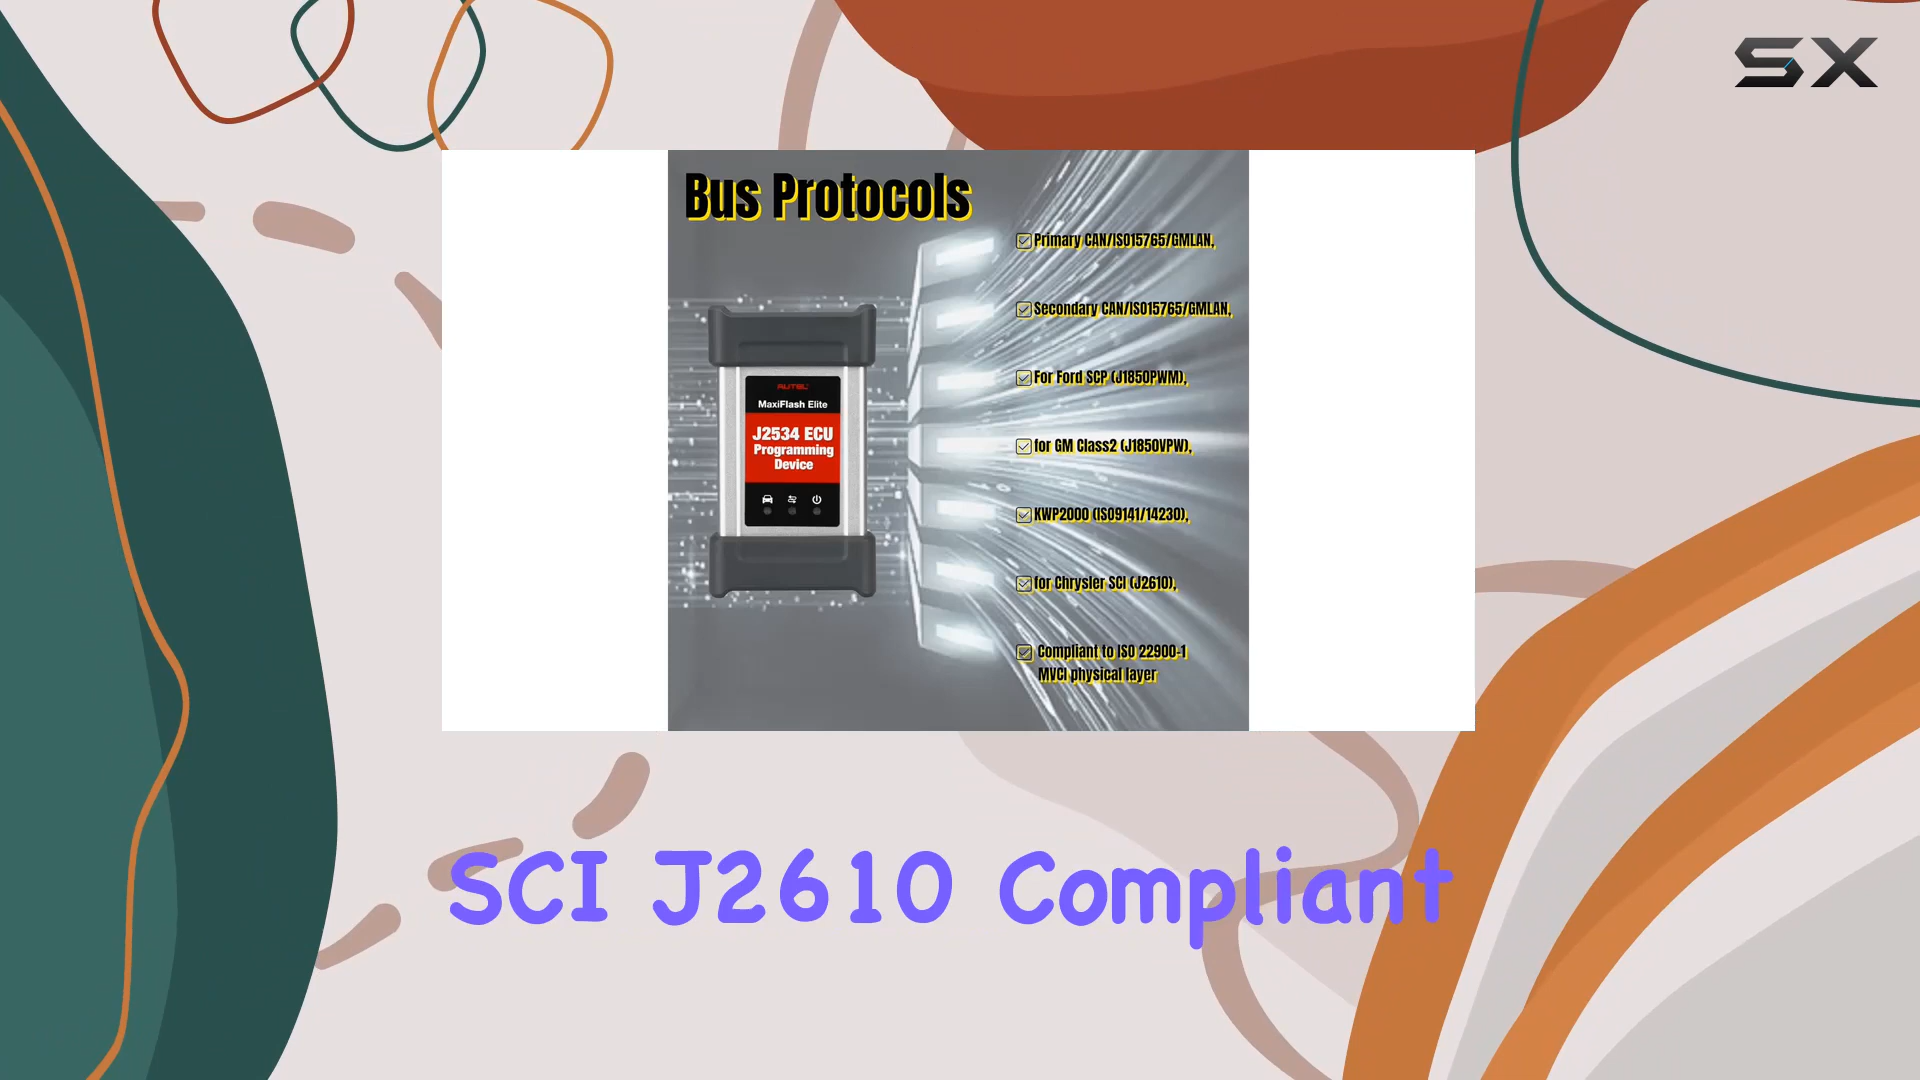 SX
Bus Protocols
Primary CAN/ISO15765/GMLAN,
Secondary CAN/ISO15765/GMLAN,
For Ford SCP (J1850PWM),
for GM Class2 (J1850VPW),
KWP2000 (ISO9141/14230),
for Chrysler SCI (J2610),
Compliant to ISO 22900-1
MVCI physical layer
AUTEL
MaxiFlash Elite
J2534 ECU
Programming
Device
SCI J2610 Compliant